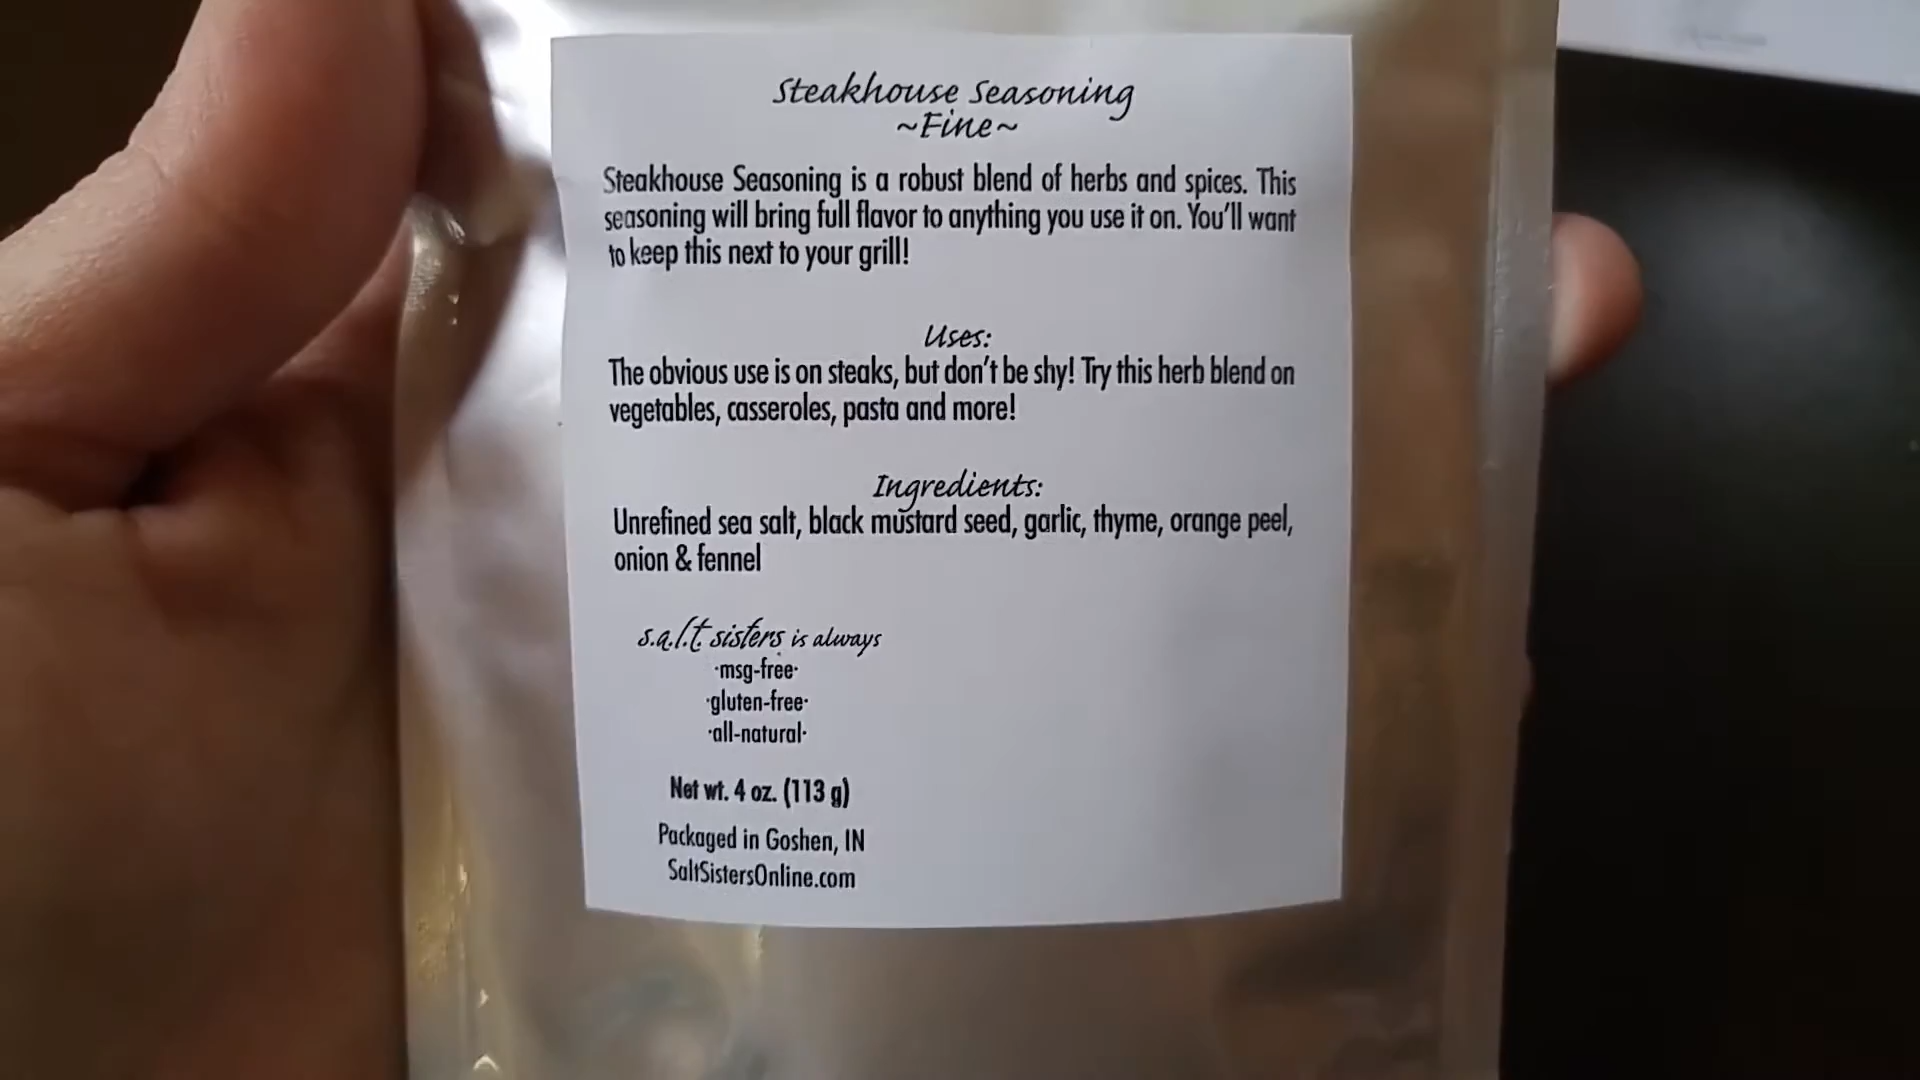 Steakhouse Seasoning
~Fine~
Steakhouse Seasoning is a robust blend of herbs and spices. This
seasoning will bring full flavor to anything you use it on. You'll want
to keep this next to your grill!
Uses:
The obvious use is on steaks, but don't be shy! Try this herb blend on
vegetables, casseroles, pasta and more!
Ingredients:
Unrefined sea salt, black mustard seed, garlic, thyme, orange peel,
onion & fennel
s.a.l.t. sisters is always
·msg-free·
·gluten-free·
·all-natural·
Net wt. 4 oz. (113 g)
Packaged in Goshen, IN
SaltSistersOnline.com